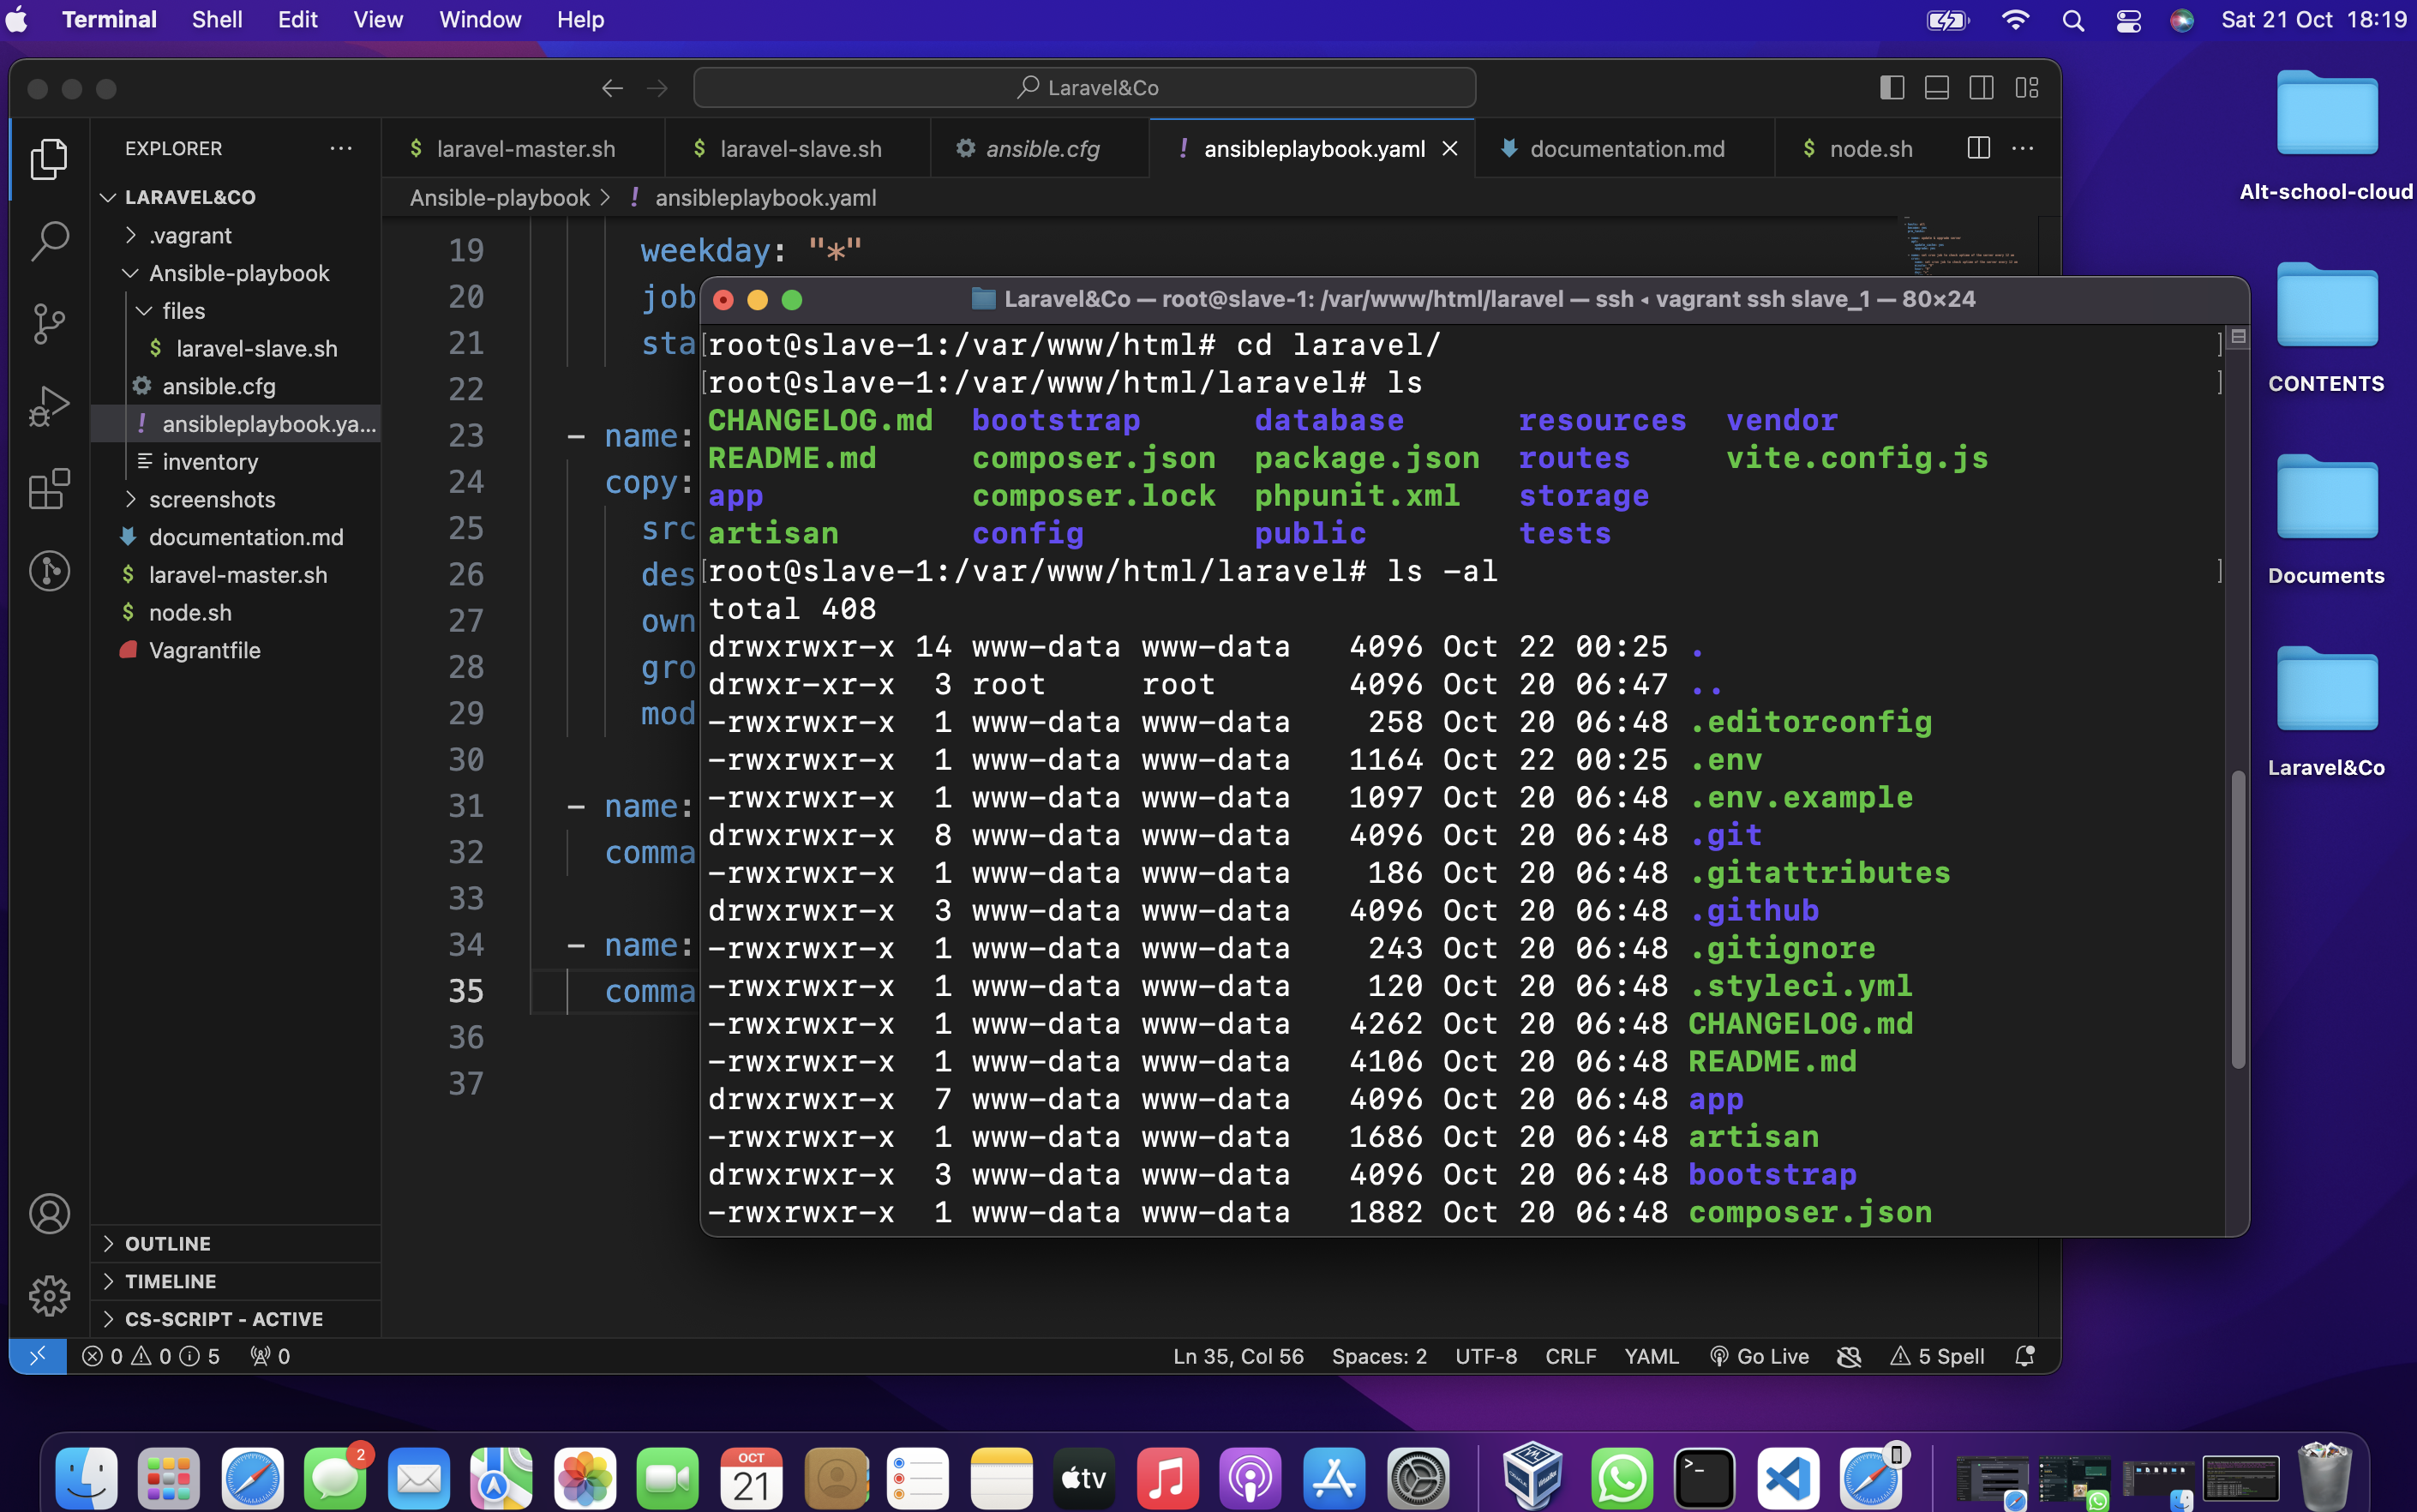 Terminal Shell Edit View Window Help
Sat 21 Oct 18:19
Laravel&Co
EXPLORER
LARAVEL&CO
.vagrant
Ansible-playbook
files
$ laravel-slave.sh
ansible.cfg
! ansibleplaybook.ya...
inventory
screenshots
documentation.md
$ laravel-master.sh
$ node.sh
Vagrantfile
OUTLINE
TIMELINE
CS-SCRIPT - ACTIVE
$ laravel-master.sh
$ laravel-slave.sh
ansible.cfg
! ansibleplaybook.yaml
documentation.md
$ node.sh
Ansible-playbook > ! ansibleplaybook.yaml
19 weekday: "*"
20 job
21 sta
22
23 - name:
24 copy:
25 src
26 des
27 own
28 gro
29 mod
30
31 - name:
32 comma
33
34 - name:
35 comma
36
37
Laravel&Co — root@slave-1: /var/www/html/laravel — ssh ◂ vagrant ssh slave_1 — 80×24
[root@slave-1:/var/www/html# cd laravel/ ]
[root@slave-1:/var/www/html/laravel# ls ]
CHANGELOG.md bootstrap database resources vendor
README.md composer.json package.json routes vite.config.js
app composer.lock phpunit.xml storage
artisan config public tests
[root@slave-1:/var/www/html/laravel# ls -al ]
total 408
drwxrwxr-x 14 www-data www-data 4096 Oct 22 00:25 .
drwxr-xr-x 3 root root 4096 Oct 20 06:47 ..
-rwxrwxr-x 1 www-data www-data 258 Oct 20 06:48 .editorconfig
-rwxrwxr-x 1 www-data www-data 1164 Oct 22 00:25 .env
-rwxrwxr-x 1 www-data www-data 1097 Oct 20 06:48 .env.example
drwxrwxr-x 8 www-data www-data 4096 Oct 20 06:48 .git
-rwxrwxr-x 1 www-data www-data 186 Oct 20 06:48 .gitattributes
drwxrwxr-x 3 www-data www-data 4096 Oct 20 06:48 .github
-rwxrwxr-x 1 www-data www-data 243 Oct 20 06:48 .gitignore
-rwxrwxr-x 1 www-data www-data 120 Oct 20 06:48 .styleci.yml
-rwxrwxr-x 1 www-data www-data 4262 Oct 20 06:48 CHANGELOG.md
-rwxrwxr-x 1 www-data www-data 4106 Oct 20 06:48 README.md
drwxrwxr-x 7 www-data www-data 4096 Oct 20 06:48 app
-rwxrwxr-x 1 www-data www-data 1686 Oct 20 06:48 artisan
drwxrwxr-x 3 www-data www-data 4096 Oct 20 06:48 bootstrap
-rwxrwxr-x 1 www-data www-data 1882 Oct 20 06:48 composer.json
Alt-school-cloud
CONTENTS
Documents
Laravel&Co
0 0 5 0
Ln 35, Col 56 Spaces: 2 UTF-8 CRLF YAML Go Live 5 Spell
2
OCT
21
tv
>_